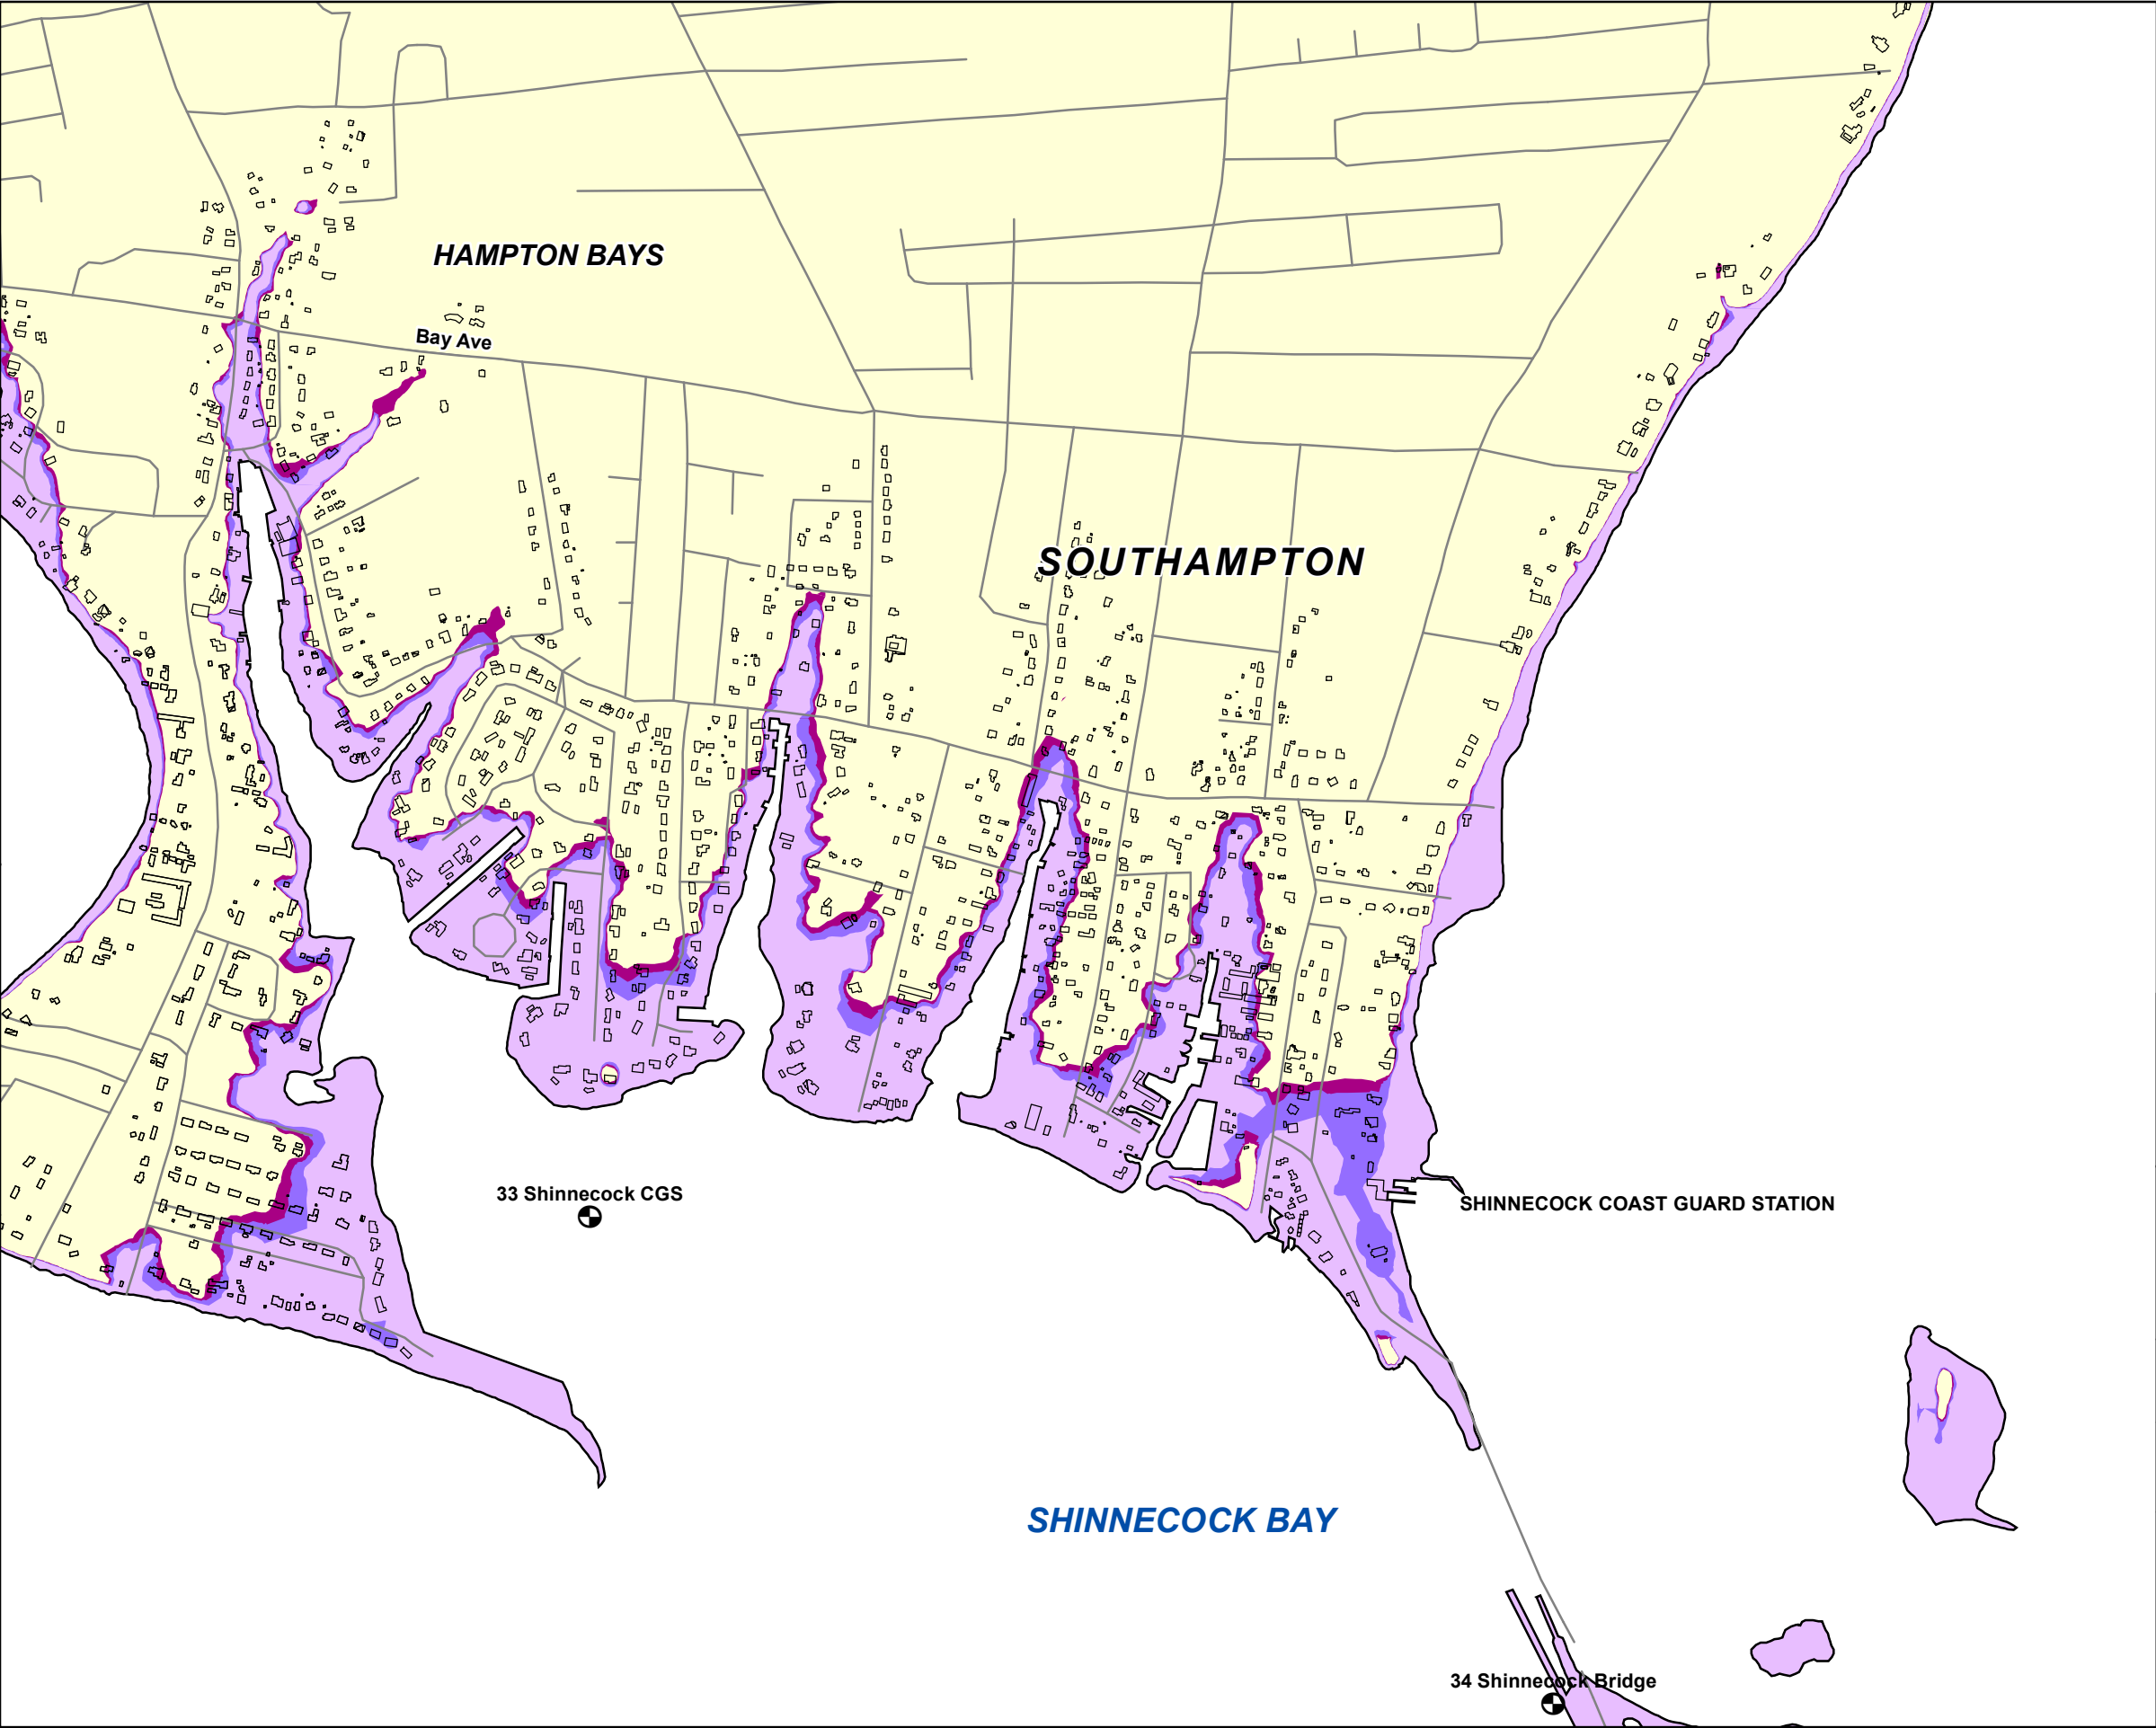 HAMPTON BAYS
Bay Ave
SOUTHAMPTON
33 Shinnecock CGS
SHINNECOCK COAST GUARD STATION
SHINNECOCK BAY
34 Shinnecock Bridge